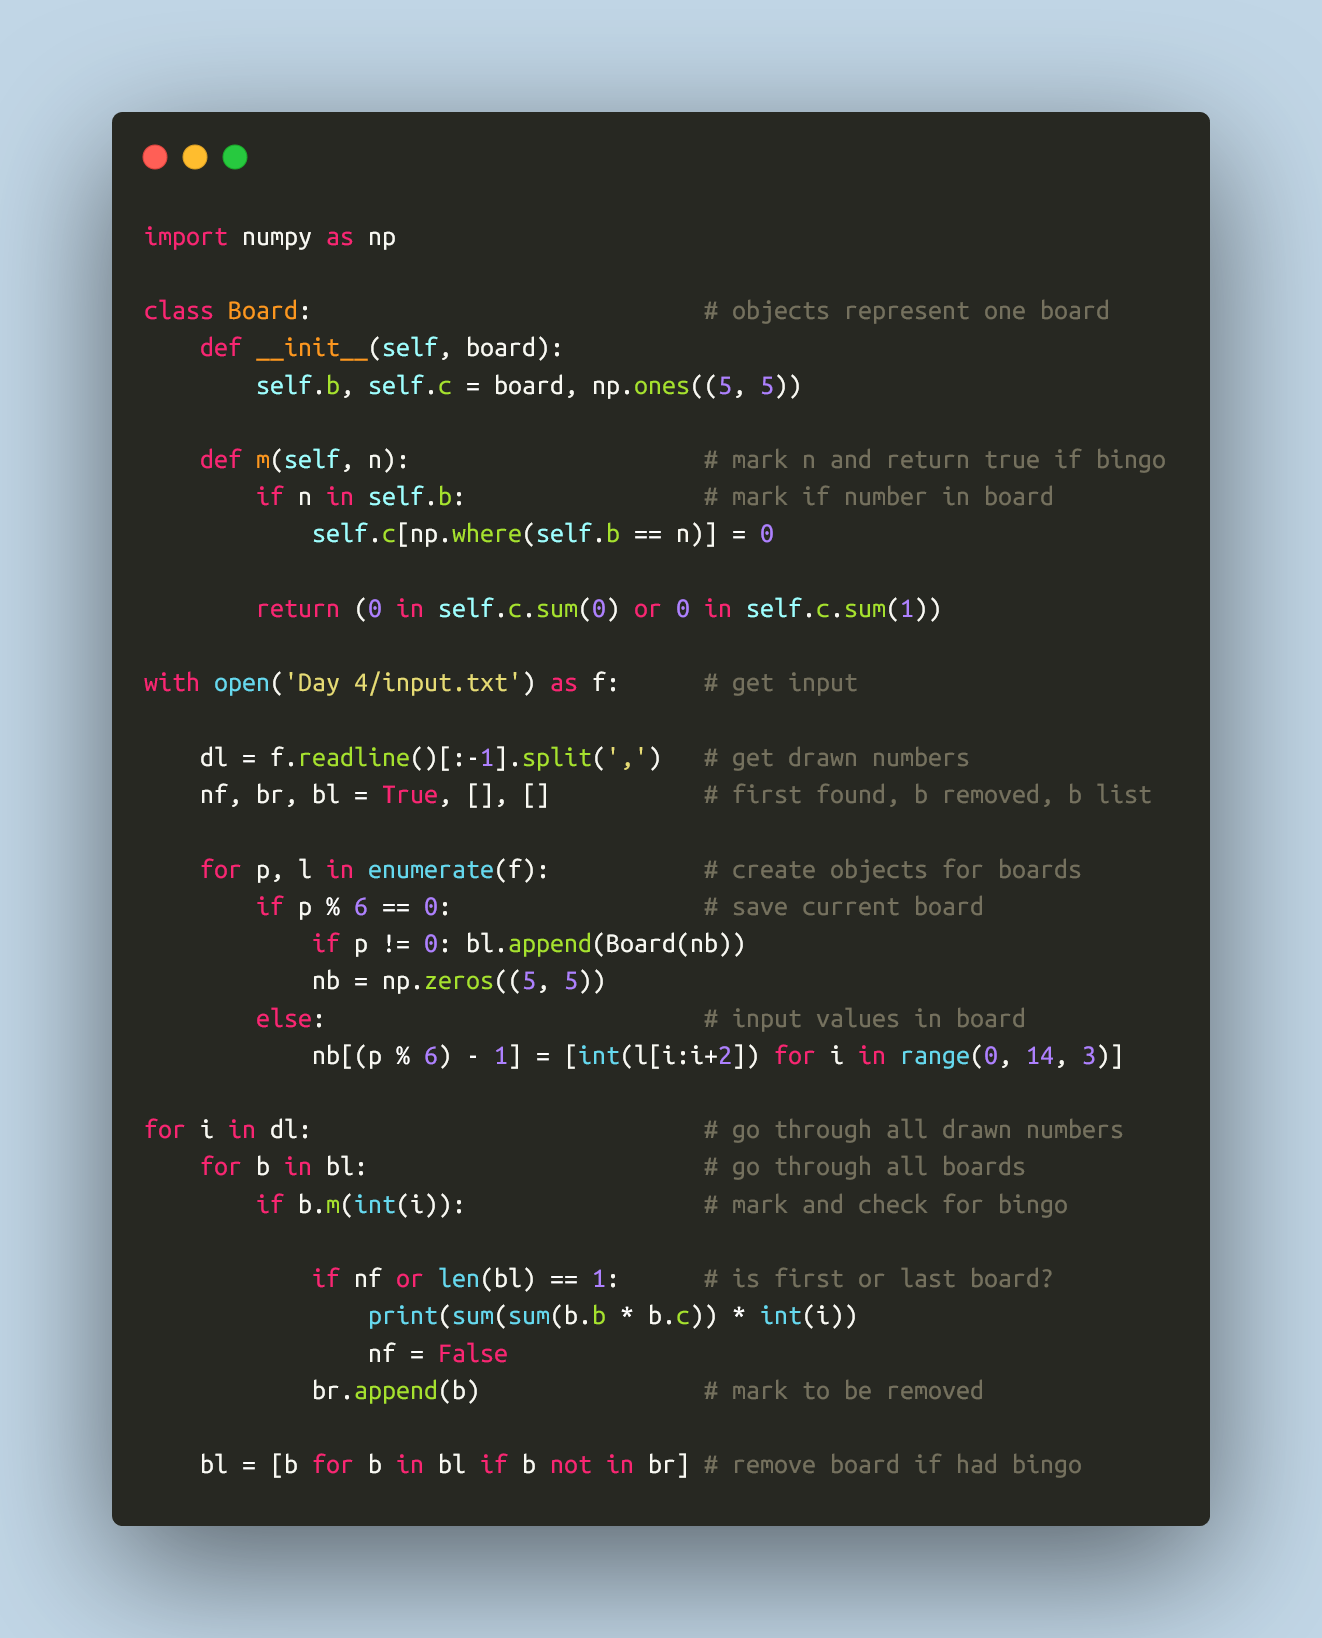 import numpy as np

class Board:                            # objects represent one board
    def __init__(self, board):
        self.b, self.c = board, np.ones((5, 5))

    def m(self, n):                     # mark n and return true if bingo
        if n in self.b:                 # mark if number in board
            self.c[np.where(self.b == n)] = 0

        return (0 in self.c.sum(0) or 0 in self.c.sum(1))

with open('Day 4/input.txt') as f:      # get input

    dl = f.readline()[:-1].split(',')   # get drawn numbers
    nf, br, bl = True, [], []           # first found, b removed, b list

    for p, l in enumerate(f):           # create objects for boards
        if p % 6 == 0:                  # save current board
            if p != 0: bl.append(Board(nb))
            nb = np.zeros((5, 5))
        else:                           # input values in board
            nb[(p % 6) - 1] = [int(l[i:i+2]) for i in range(0, 14, 3)]

for i in dl:                            # go through all drawn numbers
    for b in bl:                        # go through all boards
        if b.m(int(i)):                 # mark and check for bingo

            if nf or len(bl) == 1:      # is first or last board?
                print(sum(sum(b.b * b.c)) * int(i))
                nf = False
            br.append(b)                # mark to be removed

    bl = [b for b in bl if b not in br] # remove board if had bingo